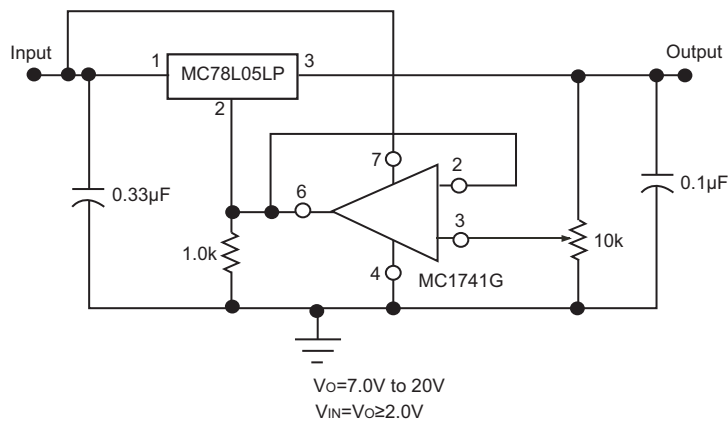 Input
1
MC78L05LP
3
Output
2
7
2
6
3
0.33µF
0.1µF
1.0k
10k
4
MC1741G
VO=7.0V to 20V
VIN=VO≥2.0V